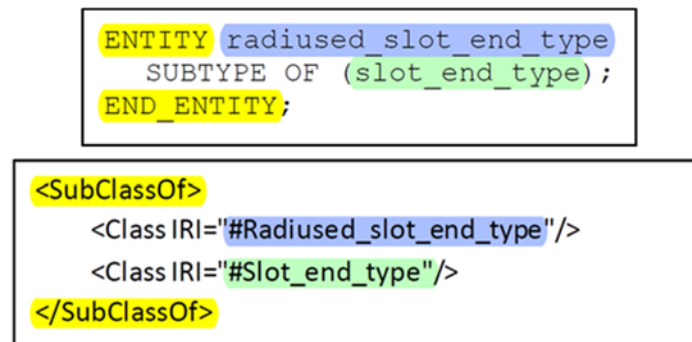 ENTITY radiused_slot_end_type
SUBTYPE OF (slot_end_type);
END_ENTITY;
<SubClassOf>
<Class IRI="#Radiused_slot_end_type"/>
<Class IRI="#Slot_end_type"/>
</SubClassOf>